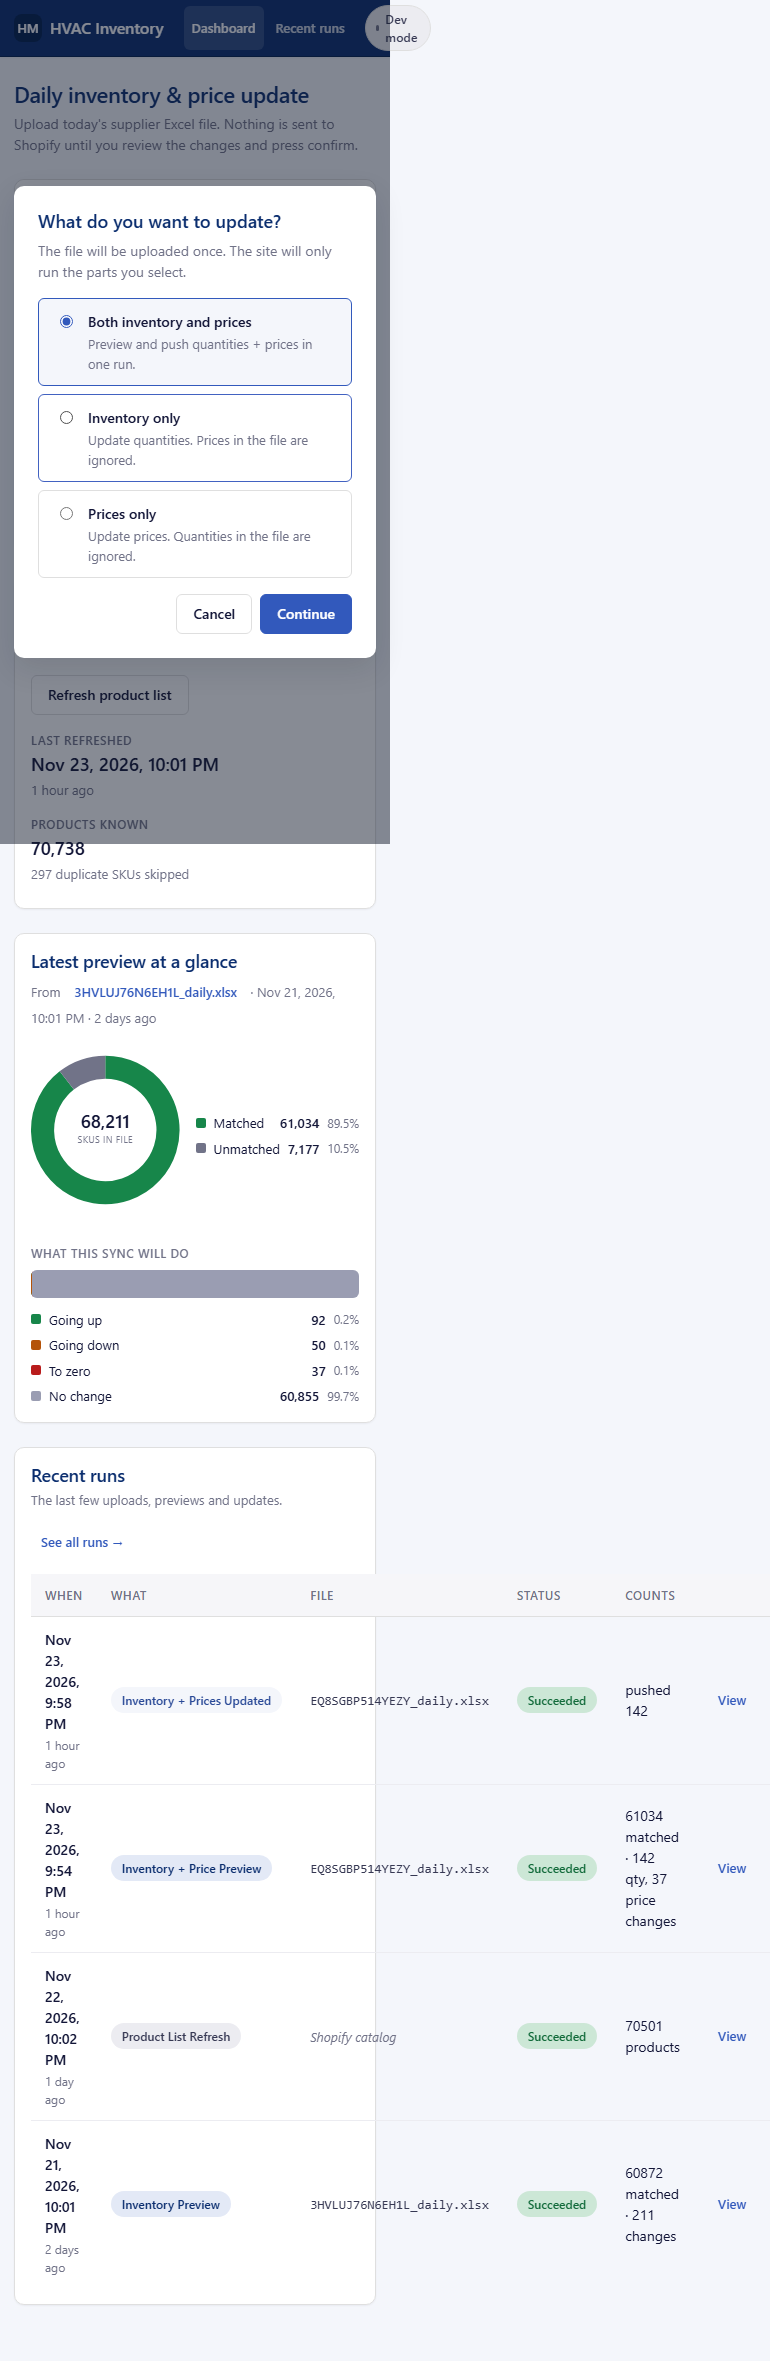 HM HVAC Inventory Dashboard Recent runs Dev mode
Daily inventory & price update
Upload today's supplier Excel file. Nothing is sent to
Shopify until you review the changes and press confirm.
What do you want to update?
The file will be uploaded once. The site will only
run the parts you select.
Both inventory and prices
Preview and push quantities + prices in
one run.
Inventory only
Update quantities. Prices in the file are
ignored.
Prices only
Update prices. Quantities in the file are
ignored.
Cancel Continue
Refresh product list
LAST REFRESHED
Nov 23, 2026, 10:01 PM
1 hour ago
PRODUCTS KNOWN
70,738
297 duplicate SKUs skipped
Latest preview at a glance
From 3HVLUJ76N6EH1L_daily.xlsx · Nov 21, 2026,
10:01 PM · 2 days ago
68,211
SKUS IN FILE
Matched 61,034 89.5%
Unmatched 7,177 10.5%
WHAT THIS SYNC WILL DO
Going up 92 0.2%
Going down 50 0.1%
To zero 37 0.1%
No change 60,855 99.7%
Recent runs
The last few uploads, previews and updates.
See all runs →
WHEN WHAT FILE STATUS COUNTS
Nov
23,
2026,
9:58
PM
1 hour
ago
Inventory + Prices Updated
EQ8SGBP514YEZY_daily.xlsx
Succeeded
pushed
142
View
Nov
23,
2026,
9:54
PM
1 hour
ago
Inventory + Price Preview
EQ8SGBP514YEZY_daily.xlsx
Succeeded
61034
matched
· 142
qty, 37
price
changes
View
Nov
22,
2026,
10:02
PM
1 day
ago
Product List Refresh
Shopify catalog
Succeeded
70501
products
View
Nov
21,
2026,
10:01
PM
2 days
ago
Inventory Preview
3HVLUJ76N6EH1L_daily.xlsx
Succeeded
60872
matched
· 211
changes
View